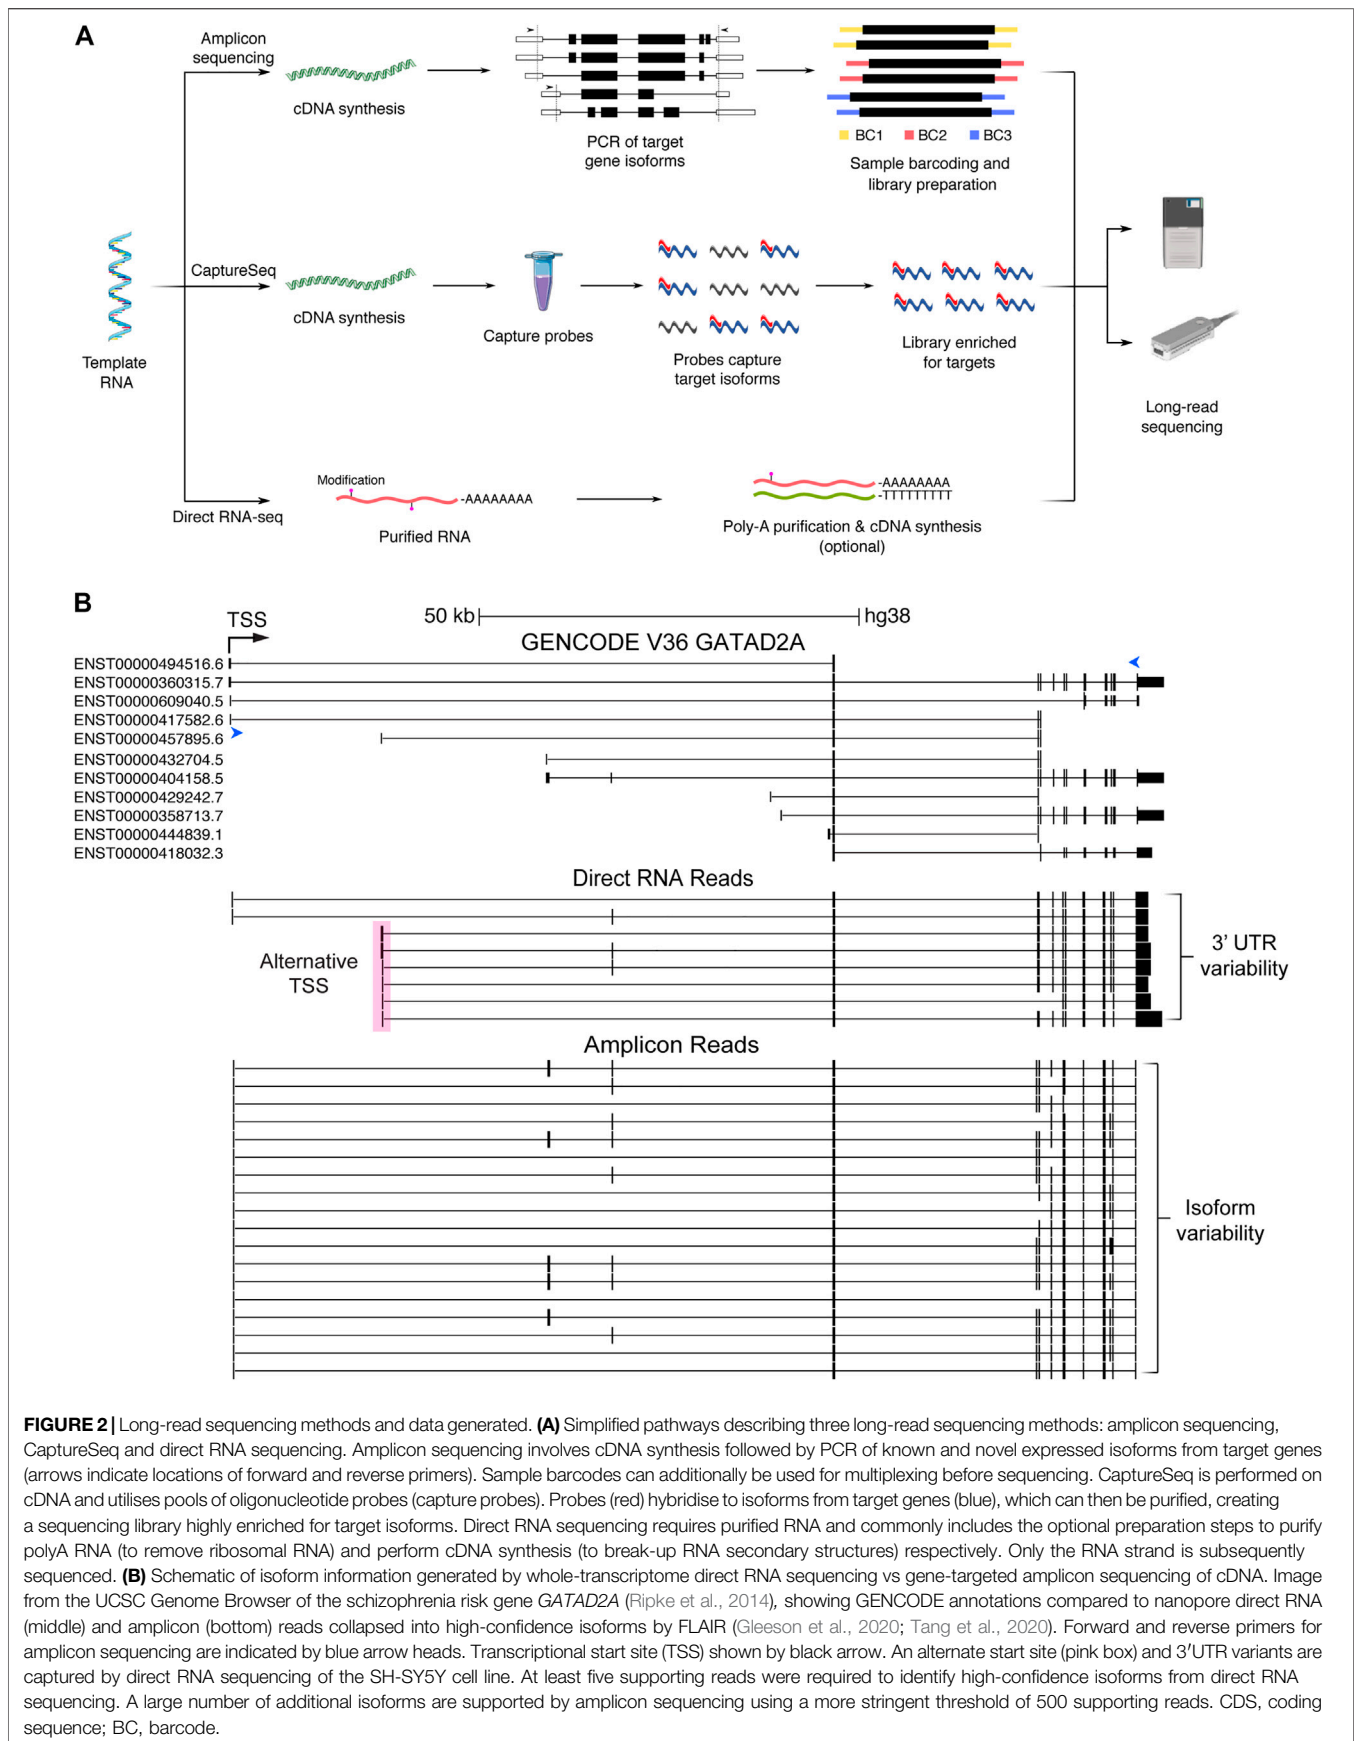 A
Amplicon
sequencing
cDNA synthesis
PCR of target
gene isoforms
BC1 BC2 BC3
Sample barcoding and
library preparation
Template
RNA
CaptureSeq
cDNA synthesis
Capture probes
Probes capture
target isoforms
Library enriched
for targets
Long-read
sequencing
Direct RNA-seq
Modification
-AAAAAAAA
Purified RNA
-AAAAAAAA
-TTTTTTTTT
Poly-A purification & cDNA synthesis
(optional)
B
TSS
50 kb hg38
GENCODE V36 GATAD2A
ENST00000494516.6
ENST00000360315.7
ENST00000609040.5
ENST00000417582.6
ENST00000457895.6
ENST00000432704.5
ENST00000404158.5
ENST00000429242.7
ENST00000358713.7
ENST00000444839.1
ENST00000418032.3
Direct RNA Reads
Alternative
TSS
3' UTR
variability
Amplicon Reads
Isoform
variability
FIGURE 2 | Long-read sequencing methods and data generated. (A) Simplified pathways describing three long-read sequencing methods: amplicon sequencing,
CaptureSeq and direct RNA sequencing. Amplicon sequencing involves cDNA synthesis followed by PCR of known and novel expressed isoforms from target genes
(arrows indicate locations of forward and reverse primers). Sample barcodes can additionally be used for multiplexing before sequencing. CaptureSeq is performed on
cDNA and utilises pools of oligonucleotide probes (capture probes). Probes (red) hybridise to isoforms from target genes (blue), which can then be purified, creating
a sequencing library highly enriched for target isoforms. Direct RNA sequencing requires purified RNA and commonly includes the optional preparation steps to purify
polyA RNA (to remove ribosomal RNA) and perform cDNA synthesis (to break-up RNA secondary structures) respectively. Only the RNA strand is subsequently
sequenced. (B) Schematic of isoform information generated by whole-transcriptome direct RNA sequencing vs gene-targeted amplicon sequencing of cDNA. Image
from the UCSC Genome Browser of the schizophrenia risk gene GATAD2A (Ripke et al., 2014), showing GENCODE annotations compared to nanopore direct RNA
(middle) and amplicon (bottom) reads collapsed into high-confidence isoforms by FLAIR (Gleeson et al., 2020; Tang et al., 2020). Forward and reverse primers for
amplicon sequencing are indicated by blue arrow heads. Transcriptional start site (TSS) shown by black arrow. An alternate start site (pink box) and 3′UTR variants are
captured by direct RNA sequencing of the SH-SY5Y cell line. At least five supporting reads were required to identify high-confidence isoforms from direct RNA
sequencing. A large number of additional isoforms are supported by amplicon sequencing using a more stringent threshold of 500 supporting reads. CDS, coding
sequence; BC, barcode.